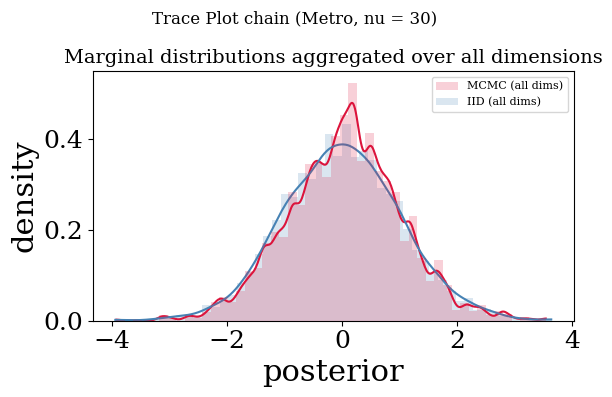 Trace Plot chain (Metro, nu = 30)
Marginal distributions aggregated over all dimensions
MCMC (all dims)
IID (all dims)
density
0.4
0.2
0.0
−4
−2
0
2
4
posterior